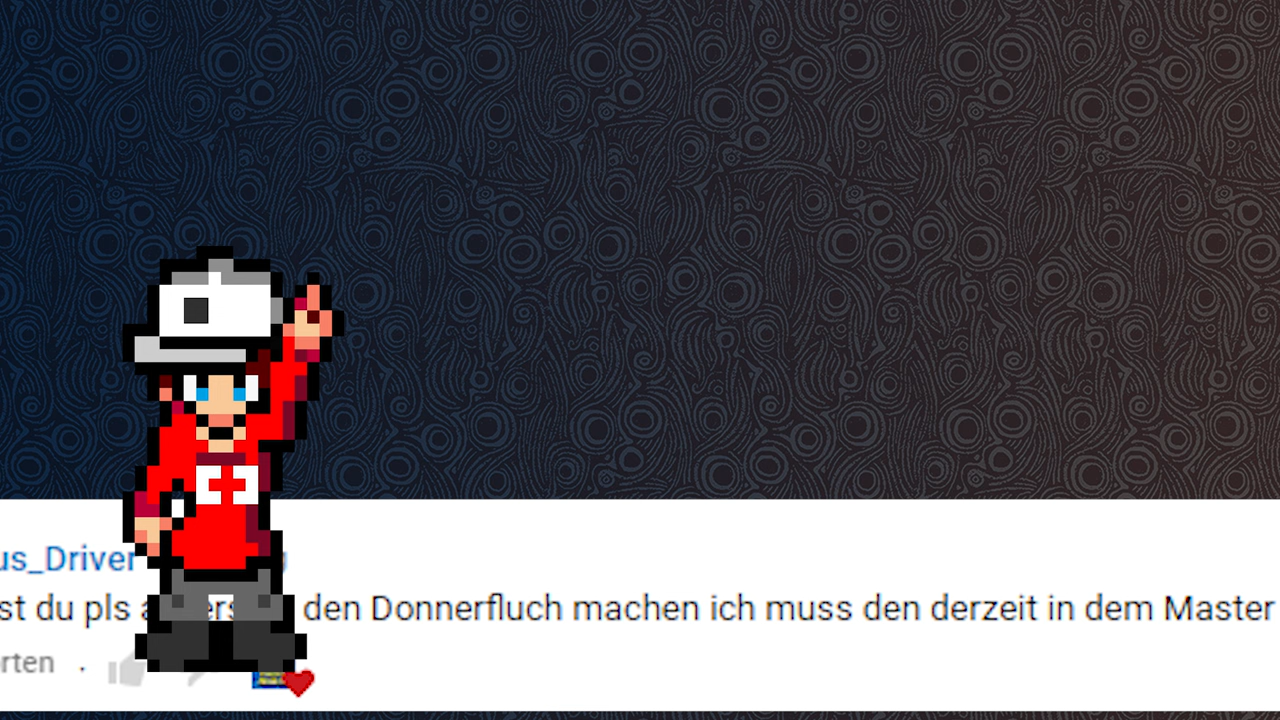 us_Driver
st du pls den Donnerfluch machen ich muss den derzeit in dem Master
rten